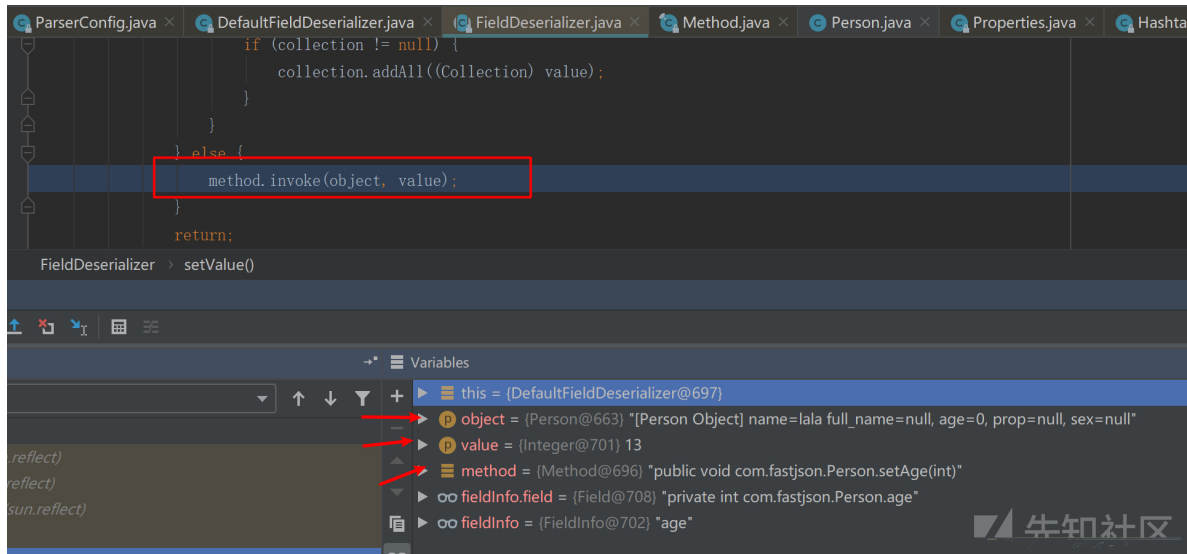 ParserConfig.java × DefaultFieldDeserializer.java × FieldDeserializer.java × Method.java × Person.java × Properties.java × Hashta
if (collection != null) {
collection.addAll((Collection) value);
}
}
} else {
method.invoke(object, value);
}
return;
FieldDeserializer › setValue()
Variables
this = {DefaultFieldDeserializer@697}
object = {Person@663} "[Person Object] name=lala full_name=null, age=0, prop=null, sex=null"
value = {Integer@701} 13
.reflect)
method = {Method@696} "public void com.fastjson.Person.setAge(int)"
reflect)
fieldInfo.field = {Field@708} "private int com.fastjson.Person.age"
sun.reflect)
fieldInfo = {FieldInfo@702} "age"
先知社区